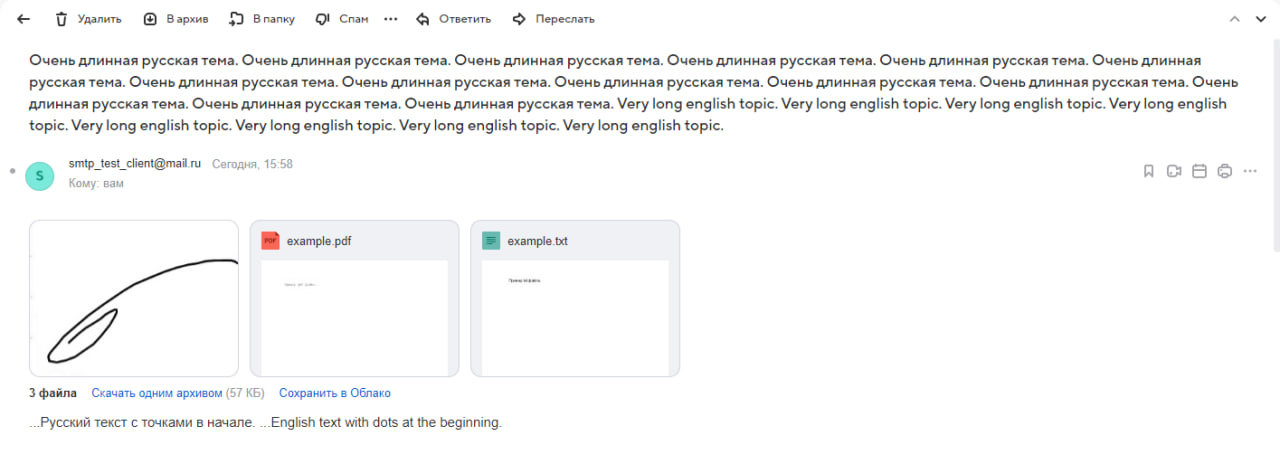 Удалить В архив В папку Спам Ответить Переслать
Очень длинная русская тема. Очень длинная русская тема. Очень длинная русская тема. Очень длинная русская тема. Очень длинная русская тема. Очень длинная
русская тема. Очень длинная русская тема. Очень длинная русская тема. Очень длинная русская тема. Очень длинная русская тема. Очень длинная русская тема. Очень
длинная русская тема. Очень длинная русская тема. Очень длинная русская тема. Very long english topic. Very long english topic. Very long english topic. Very long english
topic. Very long english topic. Very long english topic. Very long english topic. Very long english topic.
S
smtp_test_client@mail.ru Сегодня, 15:58
Кому: вам
PDF example.pdf
example.txt
3 файла Скачать одним архивом (57 КБ) Сохранить в Облако
...Русский текст с точками в начале. ...English text with dots at the beginning.